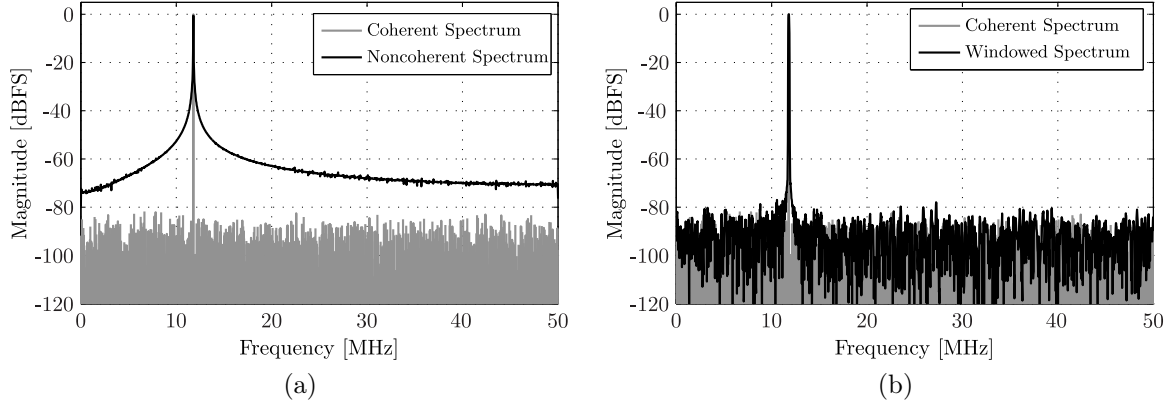 0
-20
-40
-60
-80
-100
-120
Magnitude [dBFS]
Coherent Spectrum
Noncoherent Spectrum
0 10 20 30 40 50
Frequency [MHz]
(a)
0
-20
-40
-60
-80
-100
-120
Magnitude [dBFS]
Coherent Spectrum
Windowed Spectrum
0 10 20 30 40 50
Frequency [MHz]
(b)